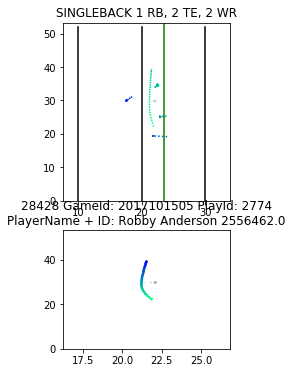 SINGLEBACK 1 RB, 2 TE, 2 WR
50
40
30
20
10
0
10 20 30
28428 GameId: 2017101505 PlayId: 2774
PlayerName + ID: Robby Anderson 2556462.0
40
20
0
17.5 20.0 22.5 25.0